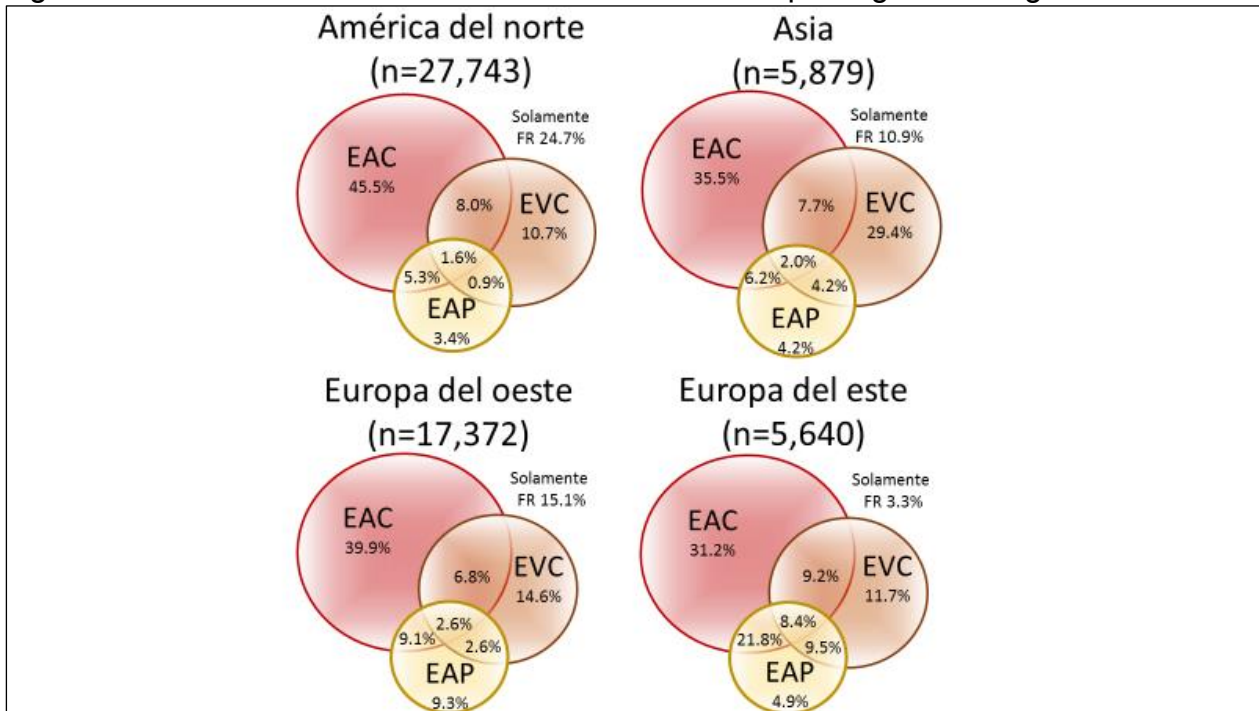 América del norte
(n=27,743)
Solamente
FR 24.7%
EAC
45.5%
8.0%
EVC
10.7%
1.6%
5.3%
0.9%
EAP
3.4%
Asia
(n=5,879)
Solamente
FR 10.9%
EAC
35.5%
7.7%
EVC
29.4%
2.0%
6.2%
4.2%
EAP
4.2%
Europa del oeste
(n=17,372)
Solamente
FR 15.1%
EAC
39.9%
6.8%
EVC
14.6%
2.6%
9.1%
2.6%
EAP
9.3%
Europa del este
(n=5,640)
Solamente
FR 3.3%
EAC
31.2%
9.2%
EVC
11.7%
8.4%
21.8%
9.5%
EAP
4.9%